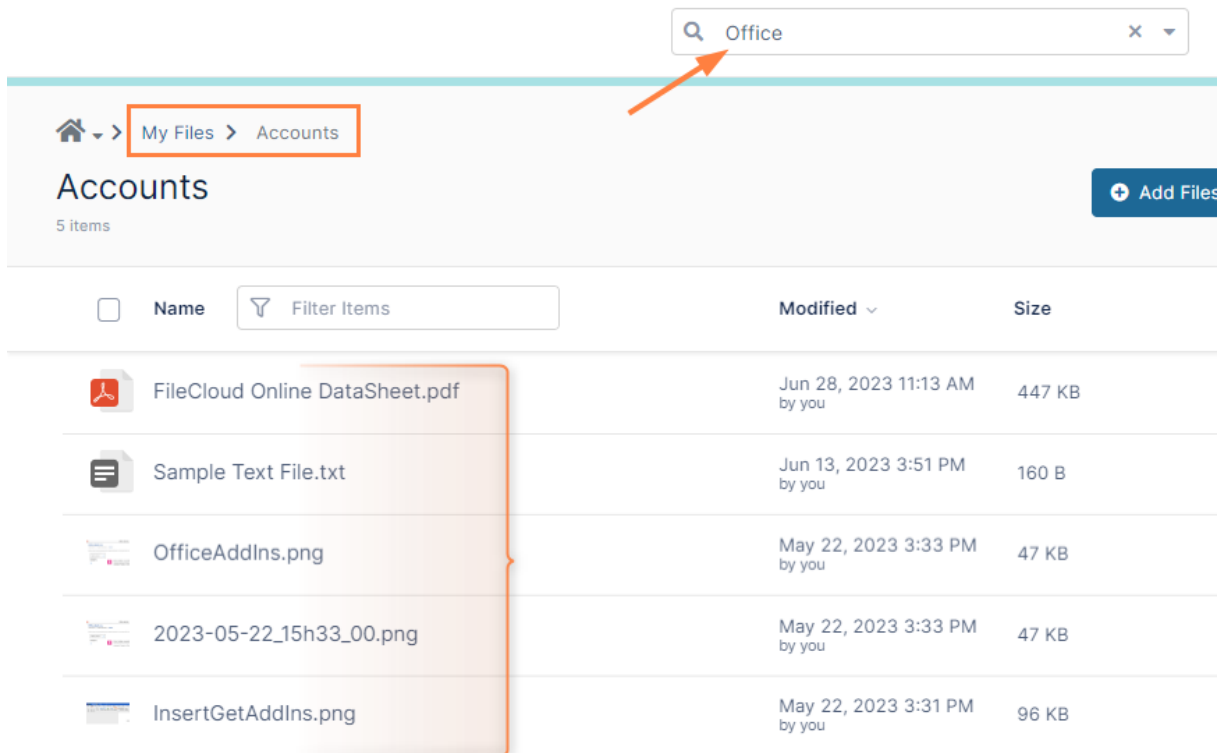 Office
My Files > Accounts
Accounts
Add Files
5 items
Name Filter Items Modified Size
FileCloud Online DataSheet.pdf Jun 28, 2023 11:13 AM 447 KB
by you
Sample Text File.txt Jun 13, 2023 3:51 PM 160 B
by you
OfficeAddIns.png May 22, 2023 3:33 PM 47 KB
by you
2023-05-22_15h33_00.png May 22, 2023 3:33 PM 47 KB
by you
InsertGetAddIns.png May 22, 2023 3:31 PM 96 KB
by you